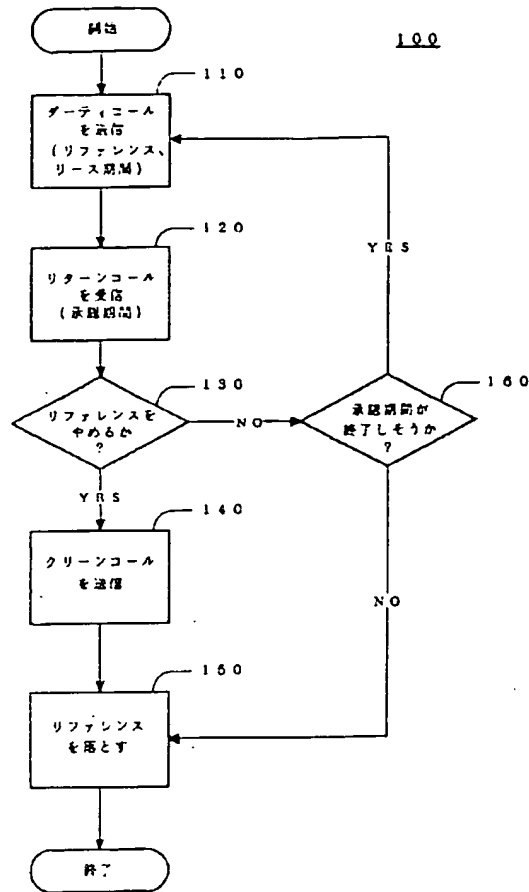 開始
100
110
ダーティコール
を送信
(リファレンス、
リース期間)
120
リターンコール
を受信
(承認期間)
130
リファレンスを
やめるか
?
NO
YES
160
承認期間が
終了しそうか
?
YES
NO
140
クリーンコール
を送信
150
リファレンス
を落とす
終了